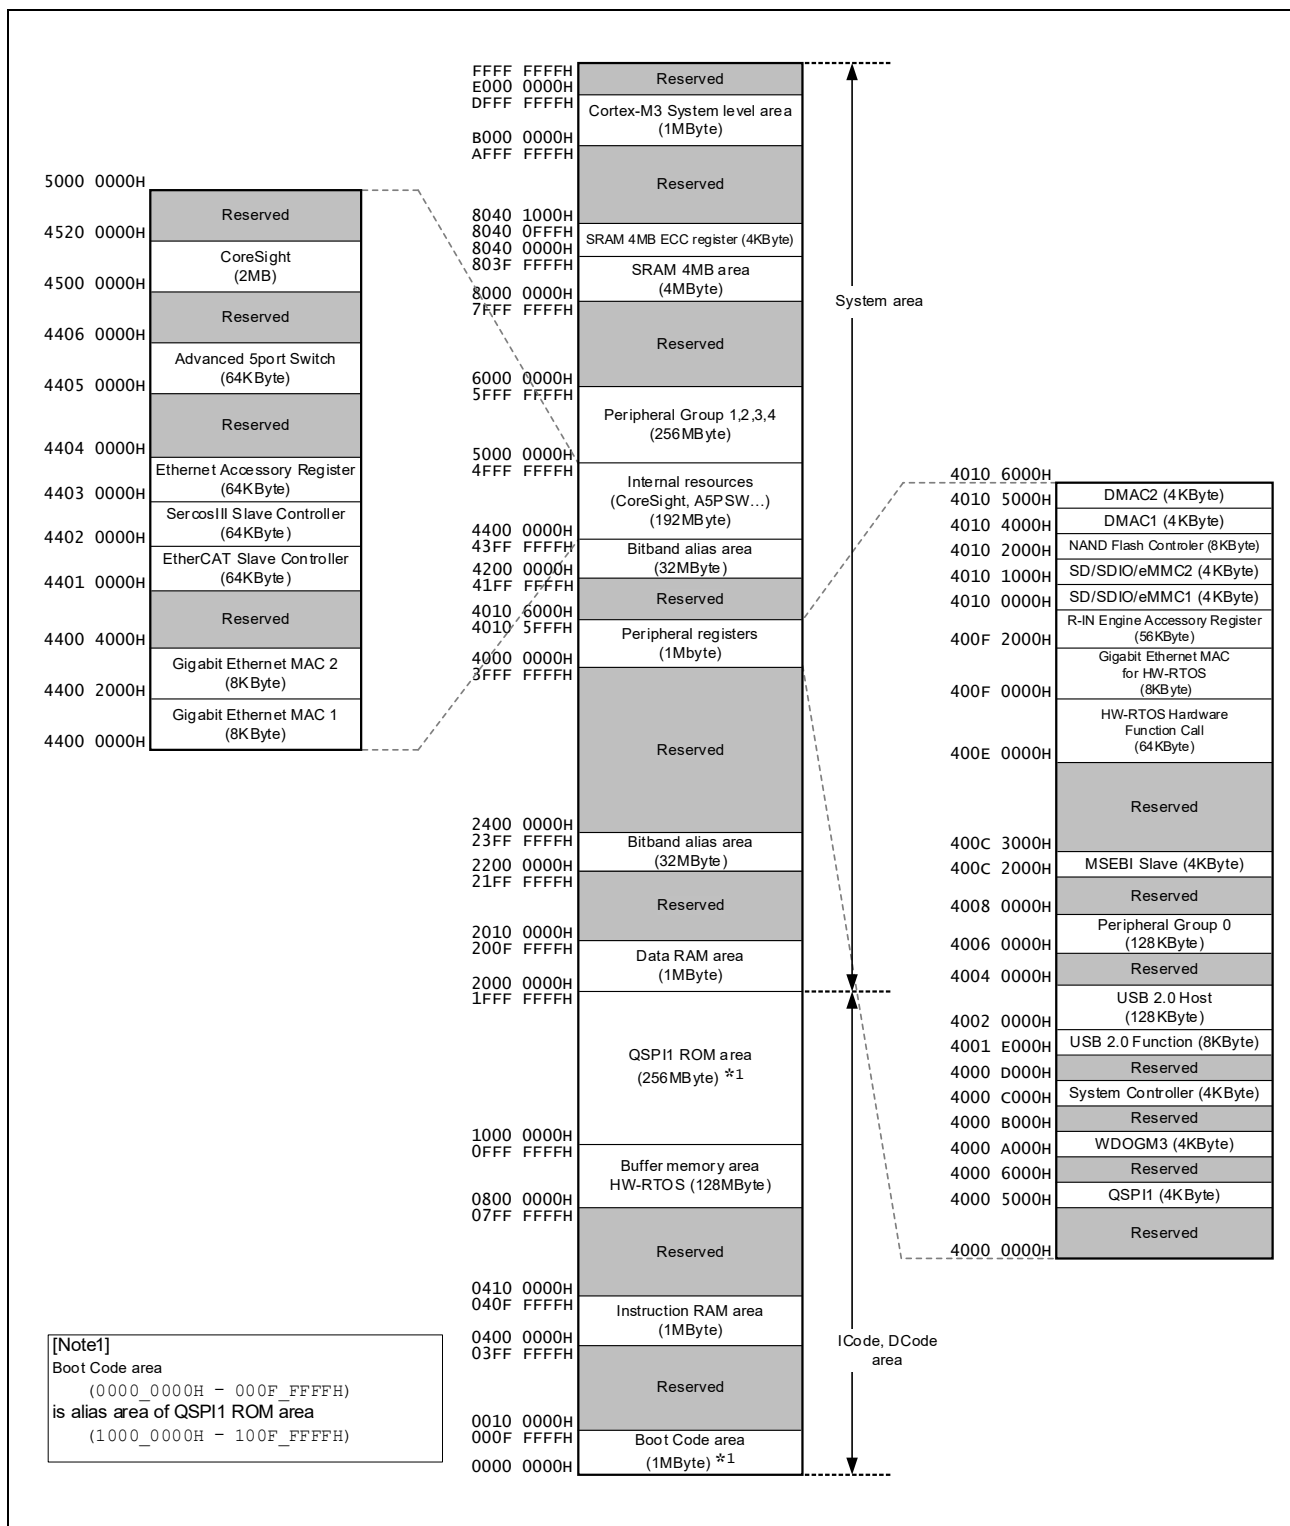 5000 0000H
Reserved
4520 0000H
CoreSight
(2MB)
4500 0000H
Reserved
4406 0000H
Advanced 5port Switch
(64KByte)
4405 0000H
Reserved
4404 0000H
Ethernet Accessory Register
(64KByte)
4403 0000H
SercosIII Slave Controller
(64KByte)
4402 0000H
EtherCAT Slave Controller
(64KByte)
4401 0000H
Reserved
4400 4000H
Gigabit Ethernet MAC 2
(8KByte)
4400 2000H
Gigabit Ethernet MAC 1
(8KByte)
4400 0000H
FFFF FFFFH
Reserved
E000 0000H
DFFF FFFFH
Cortex-M3 System level area
(1MByte)
B000 0000H
AFFF FFFFH
Reserved
8040 1000H
8040 0FFFH
SRAM 4MB ECC register (4KByte)
8040 0000H
803F FFFFH
SRAM 4MB area
(4MByte)
8000 0000H
7FFF FFFFH
Reserved
6000 0000H
5FFF FFFFH
Peripheral Group 1,2,3,4
(256MByte)
5000 0000H
4FFF FFFFH
Internal resources
(CoreSight, A5PSW...)
(192MByte)
4400 0000H
43FF FFFFH
Bitband alias area
(32MByte)
4200 0000H
41FF FFFFH
Reserved
4010 6000H
4010 5FFFH
Peripheral registers
(1Mbyte)
4000 0000H
3FFF FFFFH
Reserved
2400 0000H
23FF FFFFH
Bitband alias area
(32MByte)
2200 0000H
21FF FFFFH
Reserved
2010 0000H
200F FFFFH
Data RAM area
(1MByte)
2000 0000H
1FFF FFFFH
QSPI1 ROM area
(256MByte) *1
1000 0000H
0FFF FFFFH
Buffer memory area
HW-RTOS (128MByte)
0800 0000H
07FF FFFFH
Reserved
0410 0000H
040F FFFFH
Instruction RAM area
(1MByte)
0400 0000H
03FF FFFFH
Reserved
0010 0000H
000F FFFFH
Boot Code area
(1MByte) *1
0000 0000H
System area
ICode, DCode
area
4010 6000H
DMAC2 (4KByte)
4010 5000H
DMAC1 (4KByte)
4010 4000H
NAND Flash Controler (8KByte)
4010 2000H
SD/SDIO/eMMC2 (4KByte)
4010 1000H
SD/SDIO/eMMC1 (4KByte)
4010 0000H
R-IN Engine Accessory Register
(56KByte)
400F 2000H
Gigabit Ethernet MAC
for HW-RTOS
(8KByte)
400F 0000H
HW-RTOS Hardware
Function Call
(64KByte)
400E 0000H
Reserved
400C 3000H
MSEBI Slave (4KByte)
400C 2000H
Reserved
4008 0000H
Peripheral Group 0
(128KByte)
4006 0000H
Reserved
4004 0000H
USB 2.0 Host
(128KByte)
4002 0000H
USB 2.0 Function (8KByte)
4001 E000H
Reserved
4000 D000H
System Controller (4KByte)
4000 C000H
Reserved
4000 B000H
WDOGM3 (4KByte)
4000 A000H
Reserved
4000 6000H
QSPI1 (4KByte)
4000 5000H
Reserved
4000 0000H
[Note1]
Boot Code area
(0000_0000H – 000F_FFFFH)
is alias area of QSPI1 ROM area
(1000_0000H – 100F_FFFFH)